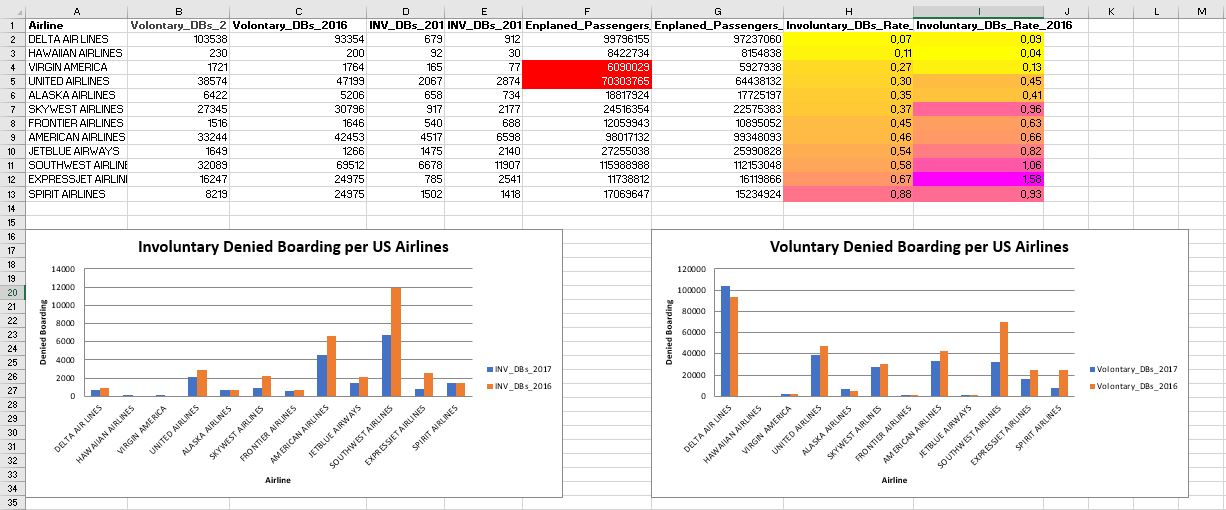 A B C D E F G H I J K L M
1 Airline Volontary_DBs_2 Volontary_DBs_2016 INV_DBs_201 INV_DBs_201 Enplaned_Passengers_ Enplaned_Passengers_ Involuntary_DBs_Rate_ Involuntary_DBs_Rate_2016
2 DELTA AIR LINES 103538 93354 679 912 99796155 97237060 0,07 0,09
3 HAWAIIAN AIRLINES 230 200 92 30 8422734 8154838 0,11 0,04
4 VIRGIN AMERICA 1721 1764 165 77 6090029 5927938 0,27 0,13
5 UNITED AIRLINES 38574 47199 2067 2874 70303765 64438132 0,30 0,45
6 ALASKA AIRLINES 6422 5206 658 734 18817924 17725197 0,35 0,41
7 SKYWEST AIRLINES 27345 30796 917 2177 24516354 22575383 0,37 0,96
8 FRONTIER AIRLINES 1516 1646 540 688 12059943 10895052 0,45 0,63
9 AMERICAN AIRLINES 33244 42453 4517 6598 98017132 99348093 0,46 0,66
10 JETBLUE AIRWAYS 1649 1266 1475 2140 27255038 25990828 0,54 0,82
11 SOUTHWEST AIRLINE 32089 69512 6678 11907 115988988 112153048 0,58 1,06
12 EXPRESSJET AIRLINI 16247 24975 785 2541 11738812 16119866 0,67 1,58
13 SPIRIT AIRLINES 8219 24975 1502 1418 17069647 15234924 0,88 0,93
14
15
16
17
18
19
20
21
22
23
24
25
26
27
28
29
30
31
32
33
34
35
Involuntary Denied Boarding per US Airlines
Denied Boarding
14000
12000
10000
8000
6000
4000
2000
0
DELTA AIR LINES
HAWAIIAN AIRLINES
VIRGIN AMERICA
UNITED AIRLINES
ALASKA AIRLINES
SKYWEST AIRLINES
FRONTIER AIRLINES
AMERICAN AIRLINES
JETBLUE AIRWAYS
SOUTHWEST AIRLINES
EXPRESSJET AIRLINES
SPIRIT AIRLINES
Airline
INV_DBs_2017
INV_DBs_2016
Voluntary Denied Boarding per US Airlines
Denied Boarding
120000
100000
80000
60000
40000
20000
0
DELTA AIR LINES
HAWAIIAN AIRLINES
VIRGIN AMERICA
UNITED AIRLINES
ALASKA AIRLINES
SKYWEST AIRLINES
FRONTIER AIRLINES
AMERICAN AIRLINES
JETBLUE AIRWAYS
SOUTHWEST AIRLINES
EXPRESSJET AIRLINES
SPIRIT AIRLINES
Airline
Volontary_DBs_2017
Volontary_DBs_2016